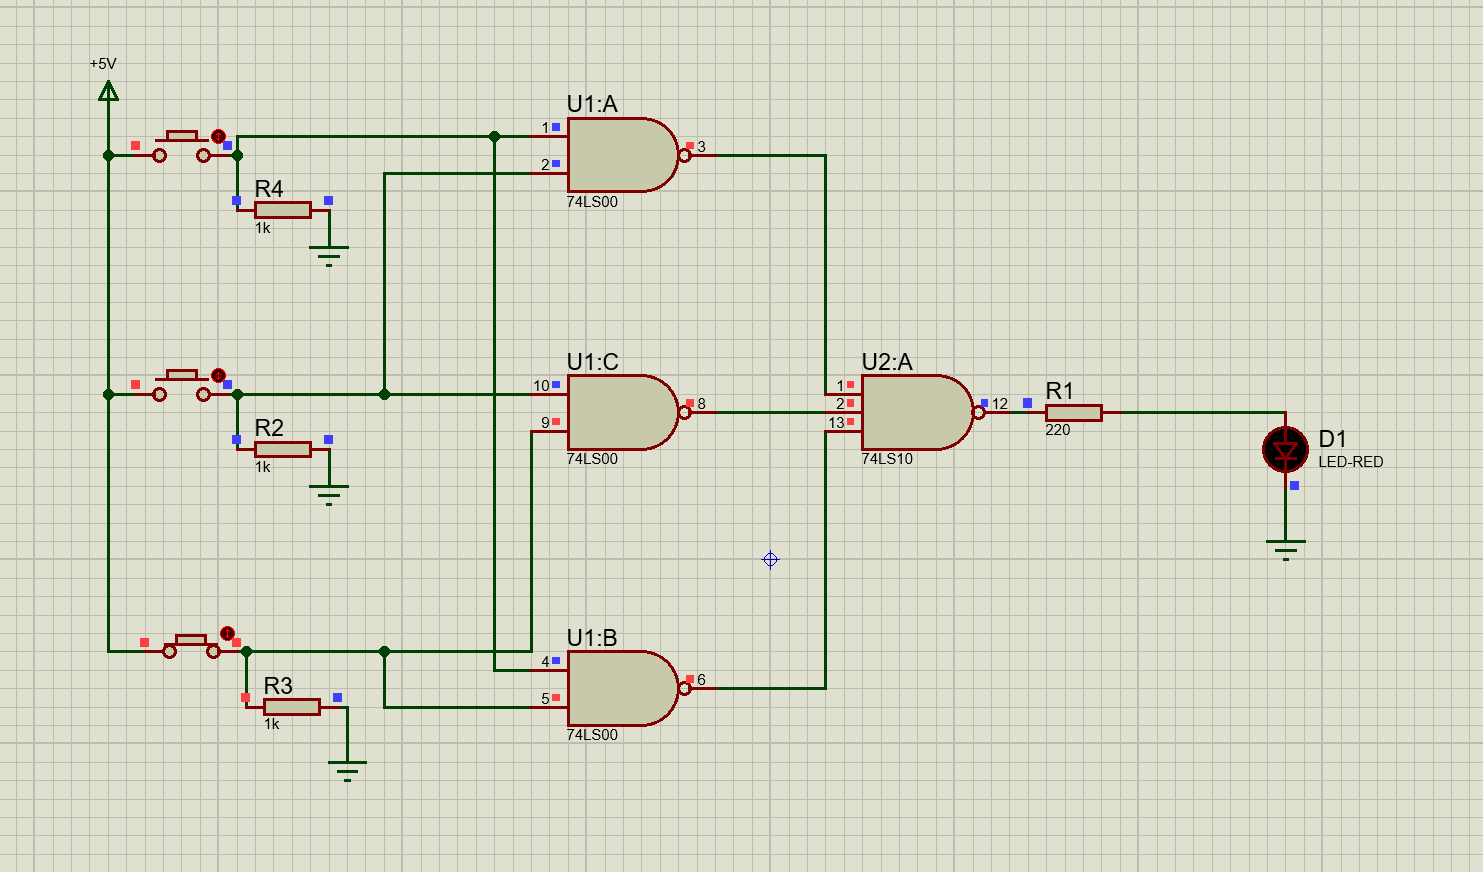 +5V
U1:A
1
2
3
74LS00
R4
1k
U1:C
10
9
8
74LS00
R2
1k
U2:A
1
2
13
12
74LS10
R1
220
D1
LED-RED
U1:B
4
5
6
74LS00
R3
1k